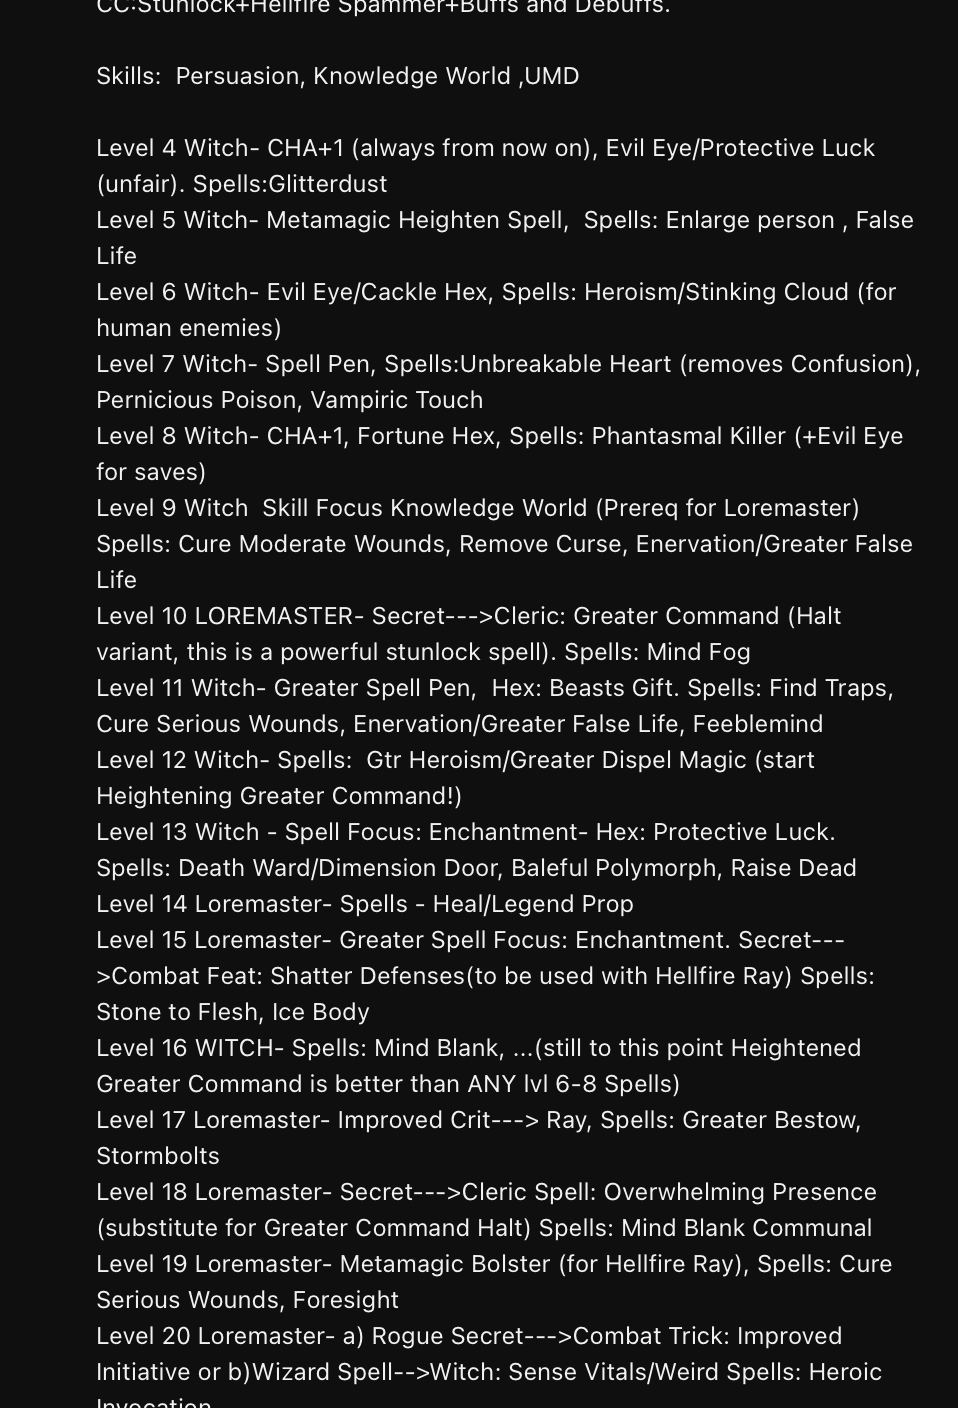 CC:Stunlock+Hellfire Spammer+Buffs and Debuffs.
Skills:  Persuasion, Knowledge World ,UMD
Level 4 Witch- CHA+1 (always from now on), Evil Eye/Protective Luck
(unfair). Spells:Glitterdust
Level 5 Witch- Metamagic Heighten Spell,  Spells: Enlarge person , False
Life
Level 6 Witch- Evil Eye/Cackle Hex, Spells: Heroism/Stinking Cloud (for
human enemies)
Level 7 Witch- Spell Pen, Spells:Unbreakable Heart (removes Confusion),
Pernicious Poison, Vampiric Touch
Level 8 Witch- CHA+1, Fortune Hex, Spells: Phantasmal Killer (+Evil Eye
for saves)
Level 9 Witch  Skill Focus Knowledge World (Prereq for Loremaster)
Spells: Cure Moderate Wounds, Remove Curse, Enervation/Greater False
Life
Level 10 LOREMASTER- Secret--->Cleric: Greater Command (Halt
variant, this is a powerful stunlock spell). Spells: Mind Fog
Level 11 Witch- Greater Spell Pen,  Hex: Beasts Gift. Spells: Find Traps,
Cure Serious Wounds, Enervation/Greater False Life, Feeblemind
Level 12 Witch- Spells:  Gtr Heroism/Greater Dispel Magic (start
Heightening Greater Command!)
Level 13 Witch - Spell Focus: Enchantment- Hex: Protective Luck.
Spells: Death Ward/Dimension Door, Baleful Polymorph, Raise Dead
Level 14 Loremaster- Spells - Heal/Legend Prop
Level 15 Loremaster- Greater Spell Focus: Enchantment. Secret---
>Combat Feat: Shatter Defenses(to be used with Hellfire Ray) Spells:
Stone to Flesh, Ice Body
Level 16 WITCH- Spells: Mind Blank, ...(still to this point Heightened
Greater Command is better than ANY lvl 6-8 Spells)
Level 17 Loremaster- Improved Crit---> Ray, Spells: Greater Bestow,
Stormbolts
Level 18 Loremaster- Secret--->Cleric Spell: Overwhelming Presence
(substitute for Greater Command Halt) Spells: Mind Blank Communal
Level 19 Loremaster- Metamagic Bolster (for Hellfire Ray), Spells: Cure
Serious Wounds, Foresight
Level 20 Loremaster- a) Rogue Secret--->Combat Trick: Improved
Initiative or b)Wizard Spell-->Witch: Sense Vitals/Weird Spells: Heroic
Invocation